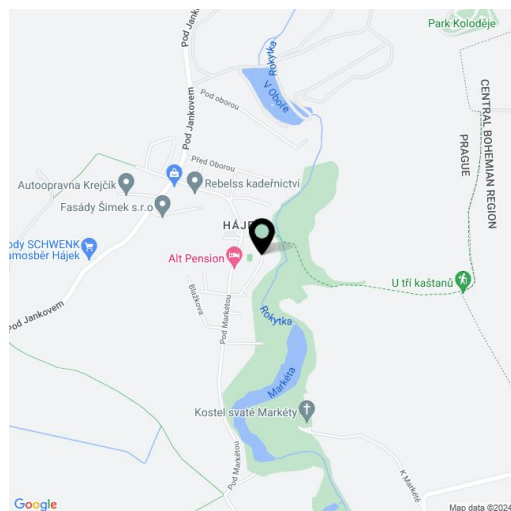 Park Koloděje
Pod Jankovem
Rokytka
V Oboře
Pod oborou
CENTRAL BOHEMIAN REGION
PRAGUE
Před Oborou
Autoopravna Krejčík
Rebelss kadeřnictví
Fasády Šimek s.r.o
HÁJE
ody SCHWENK
amosběr Hájek
Alt Pension
U tří kaštanů
Blažkova
Pod Markétou
Pod Jankovem
Rokytka
Markéta
Kostel svaté Markéty
Pod Markétou
K Markétě
Google
Map data ©2024